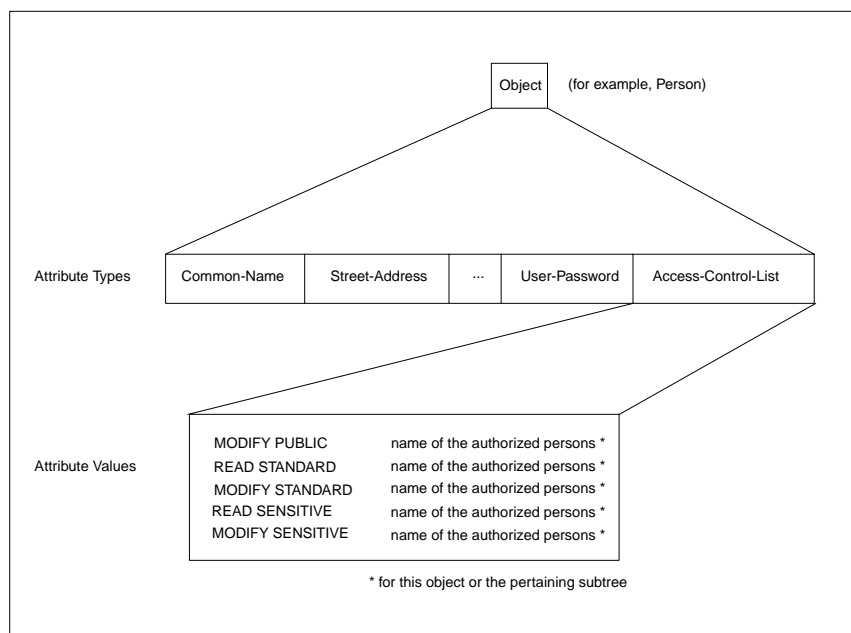 Object (for example, Person)
Attribute Types Common-Name Street-Address ... User-Password Access-Control-List
Attribute Values
MODIFY PUBLIC name of the authorized persons *
READ STANDARD name of the authorized persons *
MODIFY STANDARD name of the authorized persons *
READ SENSITIVE name of the authorized persons *
MODIFY SENSITIVE name of the authorized persons *
* for this object or the pertaining subtree